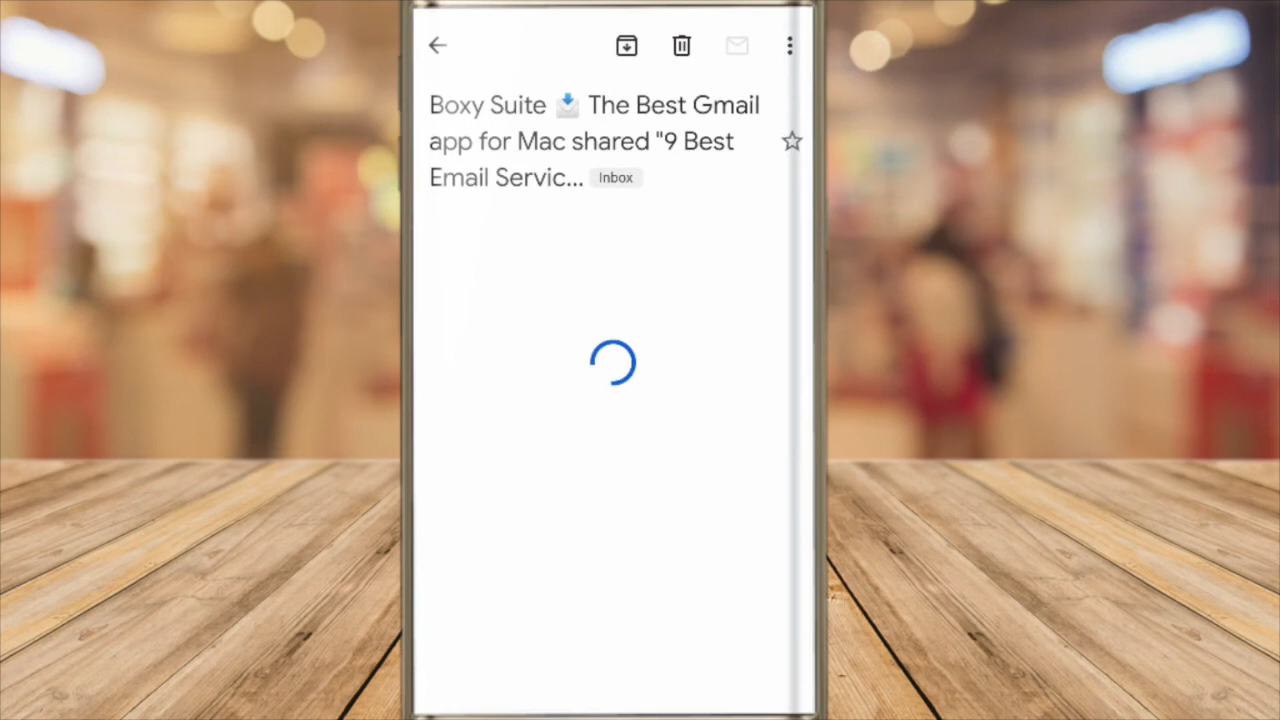 Boxy Suite 📩 The Best Gmail
app for Mac shared "9 Best
Email Servic... Inbox